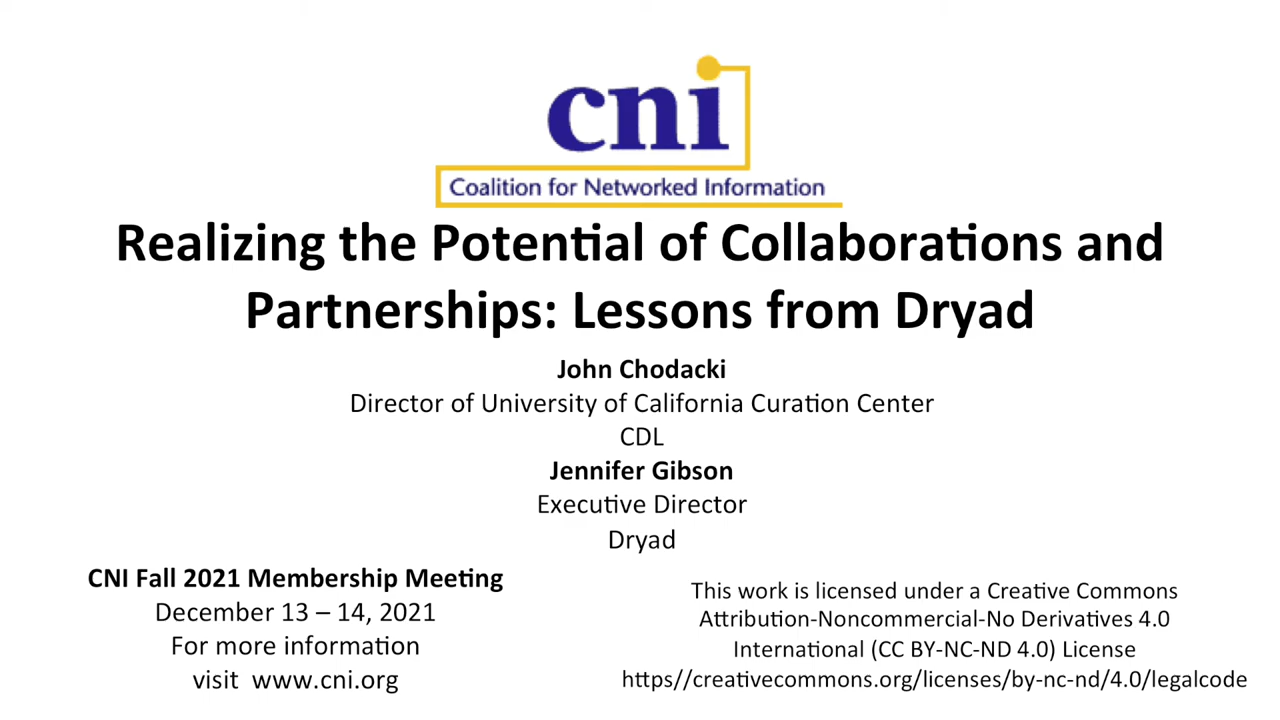 cni
Coalition for Networked Information
Realizing the Potential of Collaborations and
Partnerships: Lessons from Dryad
John Chodacki
Director of University of California Curation Center
CDL
Jennifer Gibson
Executive Director
Dryad
CNI Fall 2021 Membership Meeting
December 13 – 14, 2021
For more information
visit www.cni.org
This work is licensed under a Creative Commons
Attribution-Noncommercial-No Derivatives 4.0
International (CC BY-NC-ND 4.0) License
https//creativecommons.org/licenses/by-nc-nd/4.0/legalcode